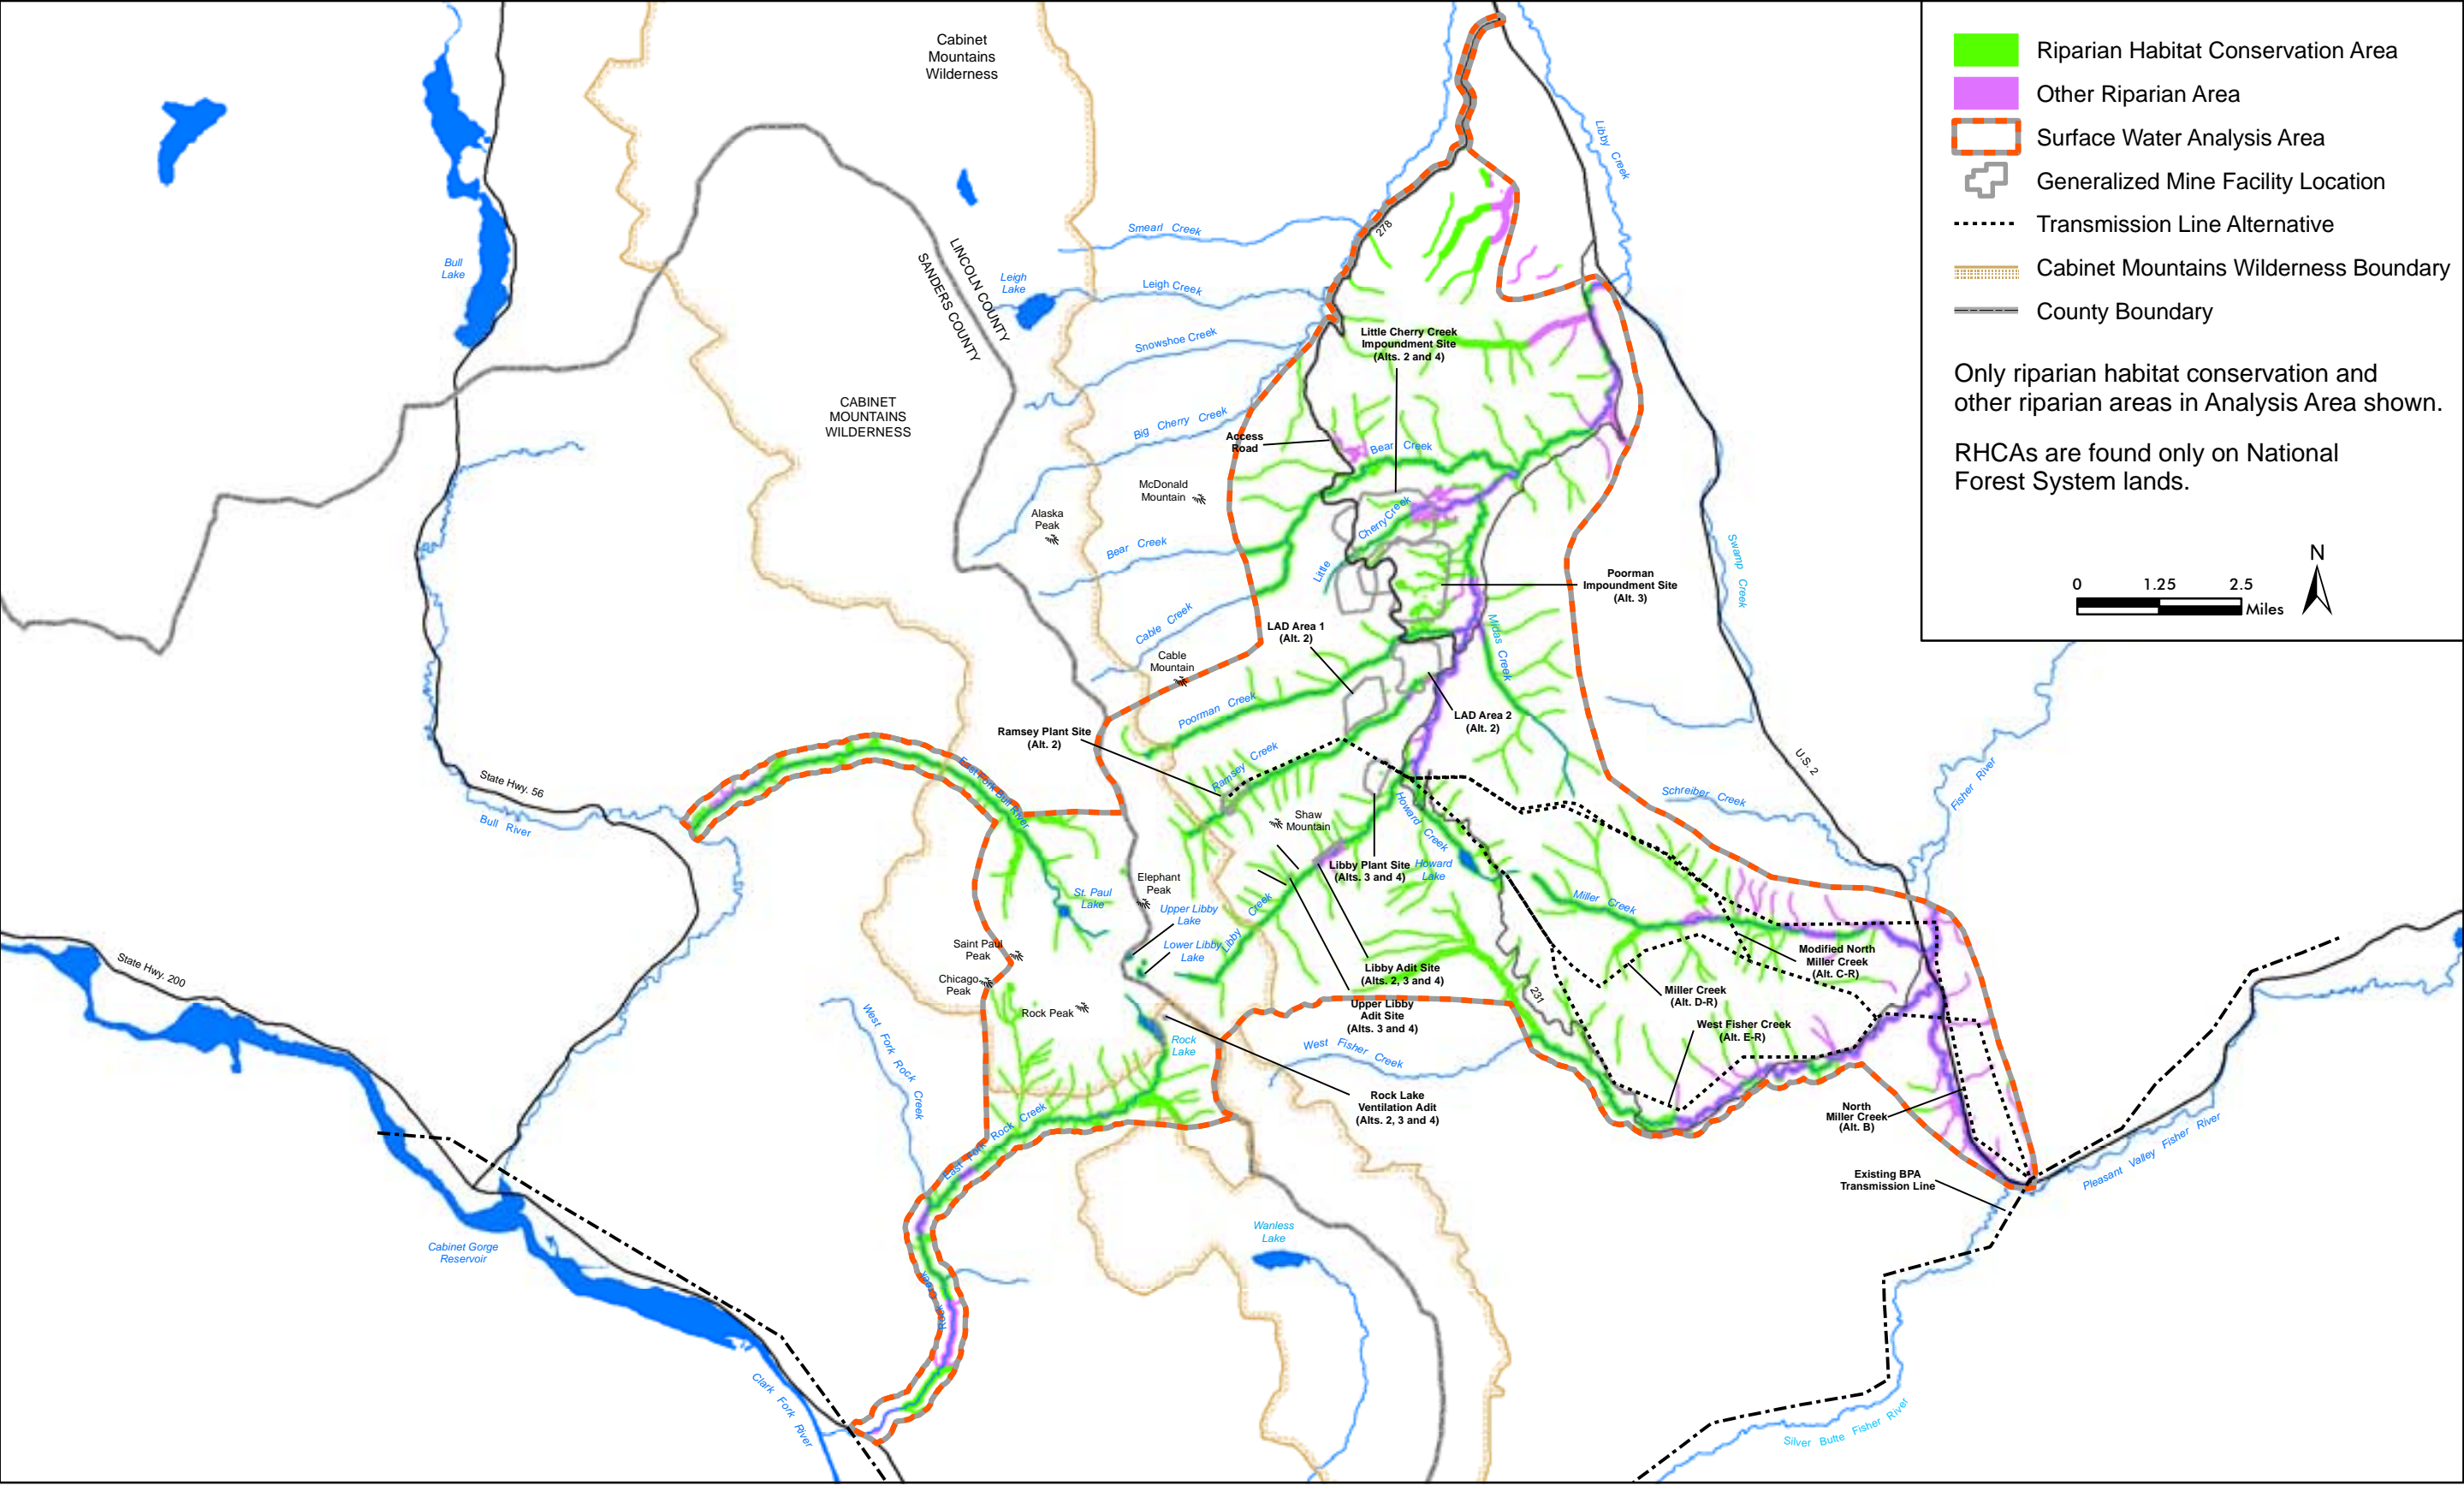 Riparian Habitat Conservation Area
Other Riparian Area
Surface Water Analysis Area
Generalized Mine Facility Location
Transmission Line Alternative
Cabinet Mountains Wilderness Boundary
County Boundary
Only riparian habitat conservation and
other riparian areas in Analysis Area shown.
RHCAs are found only on National
Forest System lands.
N
0 1.25 2.5
Miles
Cabinet
Mountains
Wilderness
Libby Creek
Smearl Creek
278
Bull
Lake
LINCOLN COUNTY
SANDERS COUNTY
Leigh
Lake
Leigh Creek
Snowshoe Creek
Little Cherry Creek
Impoundment Site
(Alts. 2 and 4)
CABINET
MOUNTAINS
WILDERNESS
Big Cherry Creek
Access
Road
Bear Creek
McDonald
Mountain
Alaska
Peak
Little Cherry Creek
Bear Creek
Swamp Creek
Poorman
Impoundment Site
(Alt. 3)
Cable Creek
LAD Area 1
(Alt. 2)
Midas Creek
Cable
Mountain
Poorman Creek
LAD Area 2
(Alt. 2)
Ramsey Plant Site
(Alt. 2)
Ramsey Creek
East Fork Bull River
State Hwy. 56
Bull River
U.S. 2
Fisher River
Schreiber Creek
Shaw
Mountain
Howard Creek
Libby Plant Site
(Alts. 3 and 4)
Howard
Lake
Elephant
Peak
St. Paul
Lake
Upper Libby
Lake
Lower Libby
Lake
Libby Creek
Miller Creek
Saint Paul
Peak
Chicago
Peak
Rock Peak
Libby Adit Site
(Alts. 2, 3 and 4)
Modified North
Miller Creek
(Alt. C-R)
Miller Creek
(Alt. D-R)
231
Upper Libby
Adit Site
(Alts. 3 and 4)
West Fisher Creek
(Alt. E-R)
State Hwy. 200
West Fork Rock Creek
Rock
Lake
West Fisher Creek
Rock Lake
Ventilation Adit
(Alts. 2, 3 and 4)
East Fork Rock Creek
North
Miller Creek
(Alt. B)
Existing BPA
Transmission Line
Pleasant Valley Fisher River
Wanless
Lake
Cabinet Gorge
Reservoir
Rock Creek
Clark Fork River
Silver Butte Fisher River